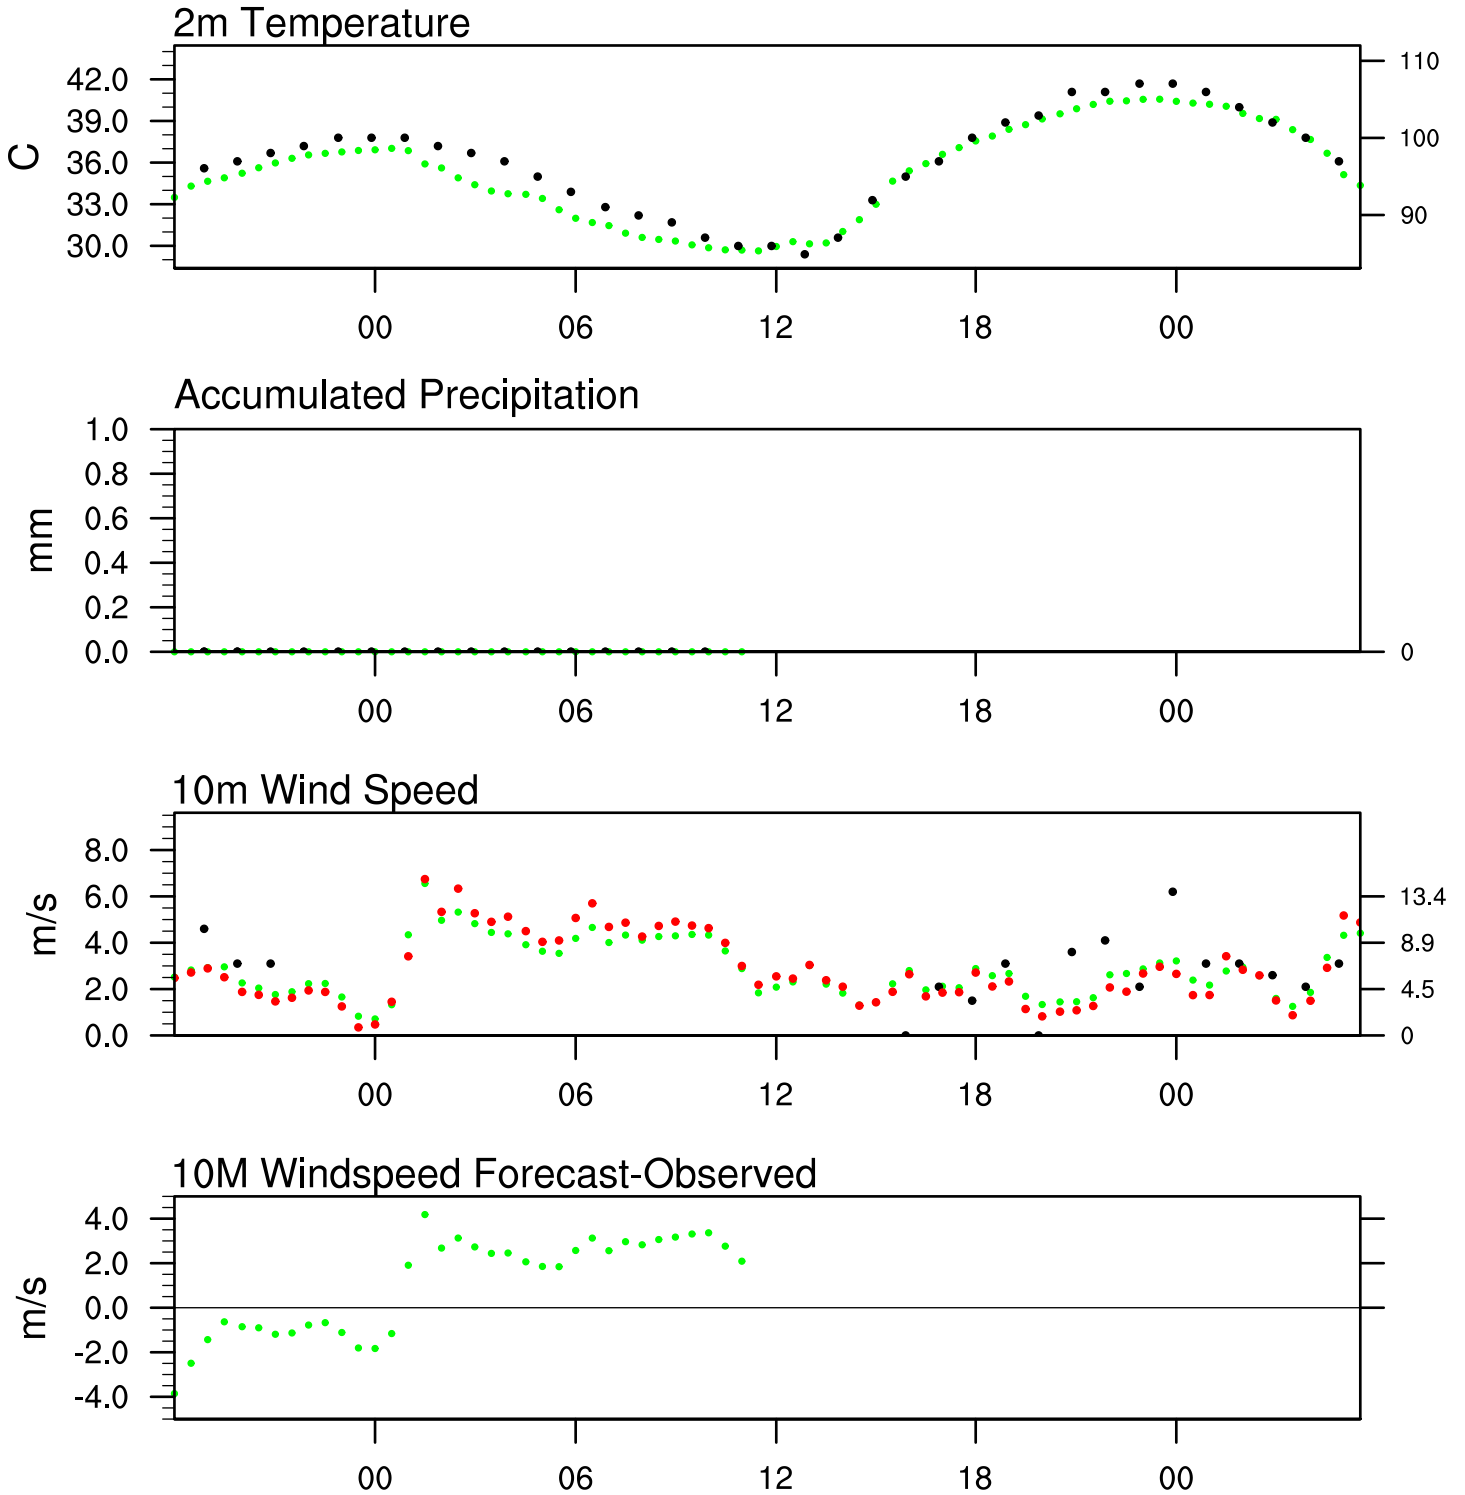 2m Temperature
42.0
39.0
36.0
33.0
30.0
C
110
100
90
00 06 12 18 00
Accumulated Precipitation
1.0
0.8
0.6
0.4
0.2
0.0
mm
0
00 06 12 18 00
10m Wind Speed
8.0
6.0
4.0
2.0
0.0
m/s
13.4
8.9
4.5
0
00 06 12 18 00
10M Windspeed Forecast-Observed
4.0
2.0
0.0
-2.0
-4.0
m/s
00 06 12 18 00